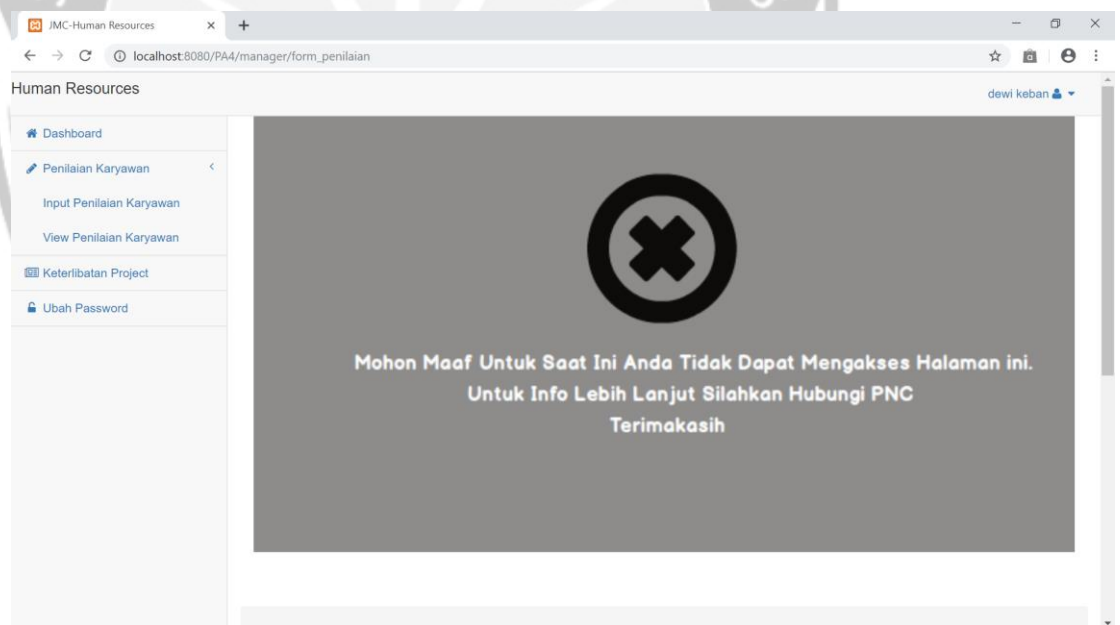 JMC-Human Resources
localhost:8080/PA4/manager/form_penilaian
Human Resources
dewi keban
Dashboard
Penilaian Karyawan
Input Penilaian Karyawan
View Penilaian Karyawan
Keterlibatan Project
Ubah Password
Mohon Maaf Untuk Saat Ini Anda Tidak Dapat Mengakses Halaman ini.
Untuk Info Lebih Lanjut Silahkan Hubungi PNC
Terimakasih